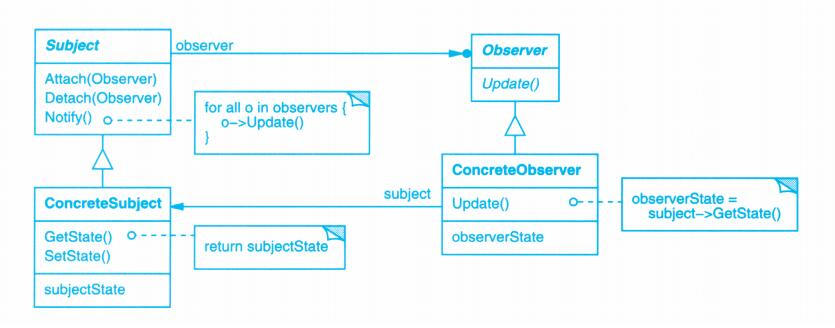 Subject
observer
Observer
Attach(Observer)
Detach(Observer)
Notify()
for all o in observers {
o->Update()
}
Update()
ConcreteSubject
GetState()
SetState()
subjectState
return subjectState
subject
ConcreteObserver
Update()
observerState
observerState =
subject->GetState()